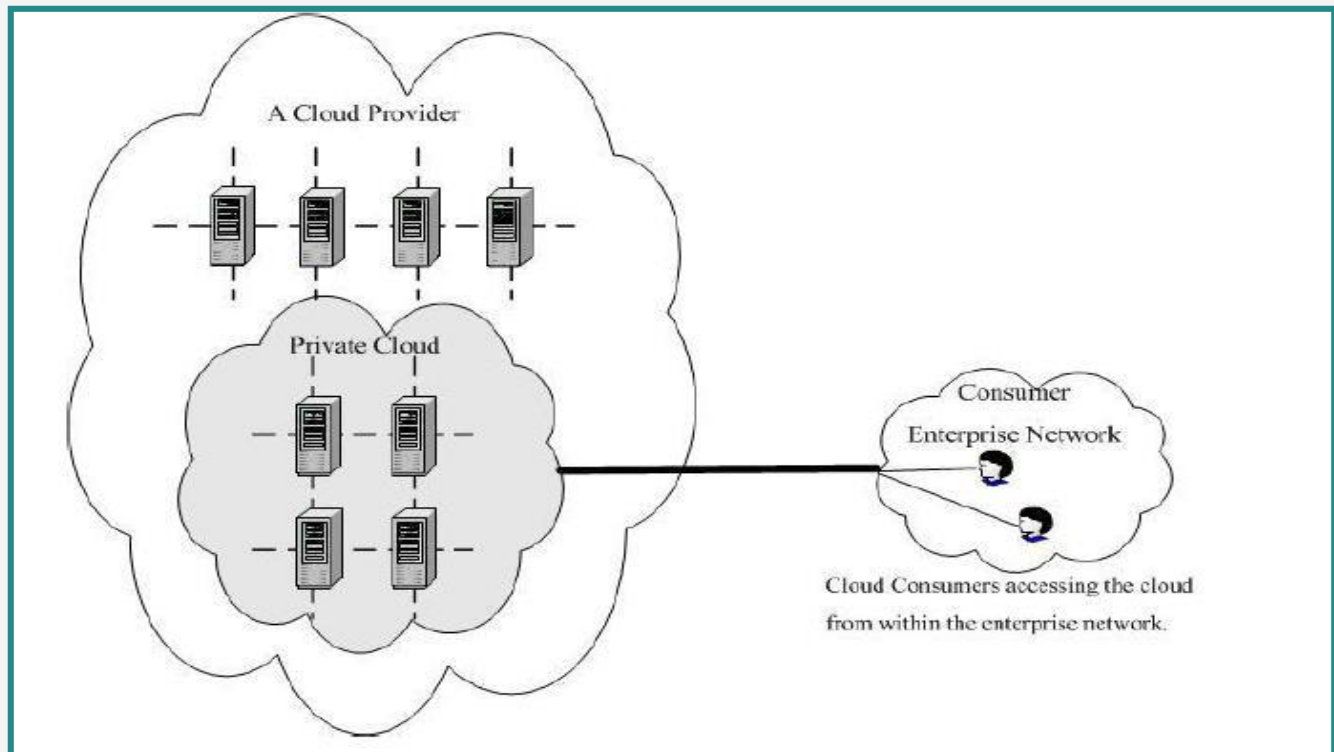 A Cloud Provider
Private Cloud
Consumer
Enterprise Network
Cloud Consumers accessing the cloud
from within the enterprise network.